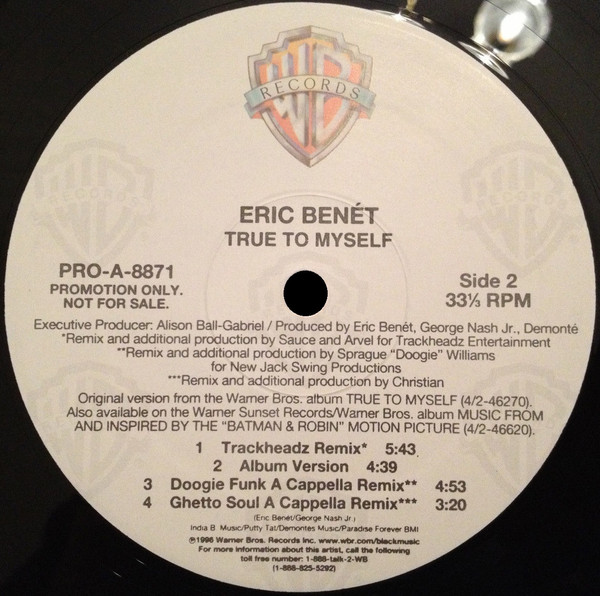 RECORDS
ERIC BENÉT
TRUE TO MYSELF
PRO-A-8871
PROMOTION ONLY.
NOT FOR SALE.
Side 2
33⅓ RPM
Executive Producer: Alison Ball-Gabriel / Produced by Eric Benét, George Nash Jr., Demonté
*Remix and additional production by Sauce and Arvel for Trackheadz Entertainment
**Remix and additional production by Sprague "Doogie" Williams
for New Jack Swing Productions
***Remix and additional production by Christian
Original version from the Warner Bros. album TRUE TO MYSELF (4/2-46270).
Also available on the Warner Sunset Records/Warner Bros. album MUSIC FROM
AND INSPIRED BY THE "BATMAN & ROBIN" MOTION PICTURE (4/2-46620).
1 Trackheadz Remix* 5:43
2 Album Version 4:39
3 Doogie Funk A Cappella Remix** 4:53
4 Ghetto Soul A Cappella Remix*** 3:20
(Eric Benét/George Nash Jr.)
India B. Music/Putty Tat/Demontes Music/Paradise Forever BMI
℗1996 Warner Bros. Records Inc. www.wbr.com/blackmusic
For more information about this artist, call the following
toll free number: 1-888-talk-2-WB
(1-888-825-5292)